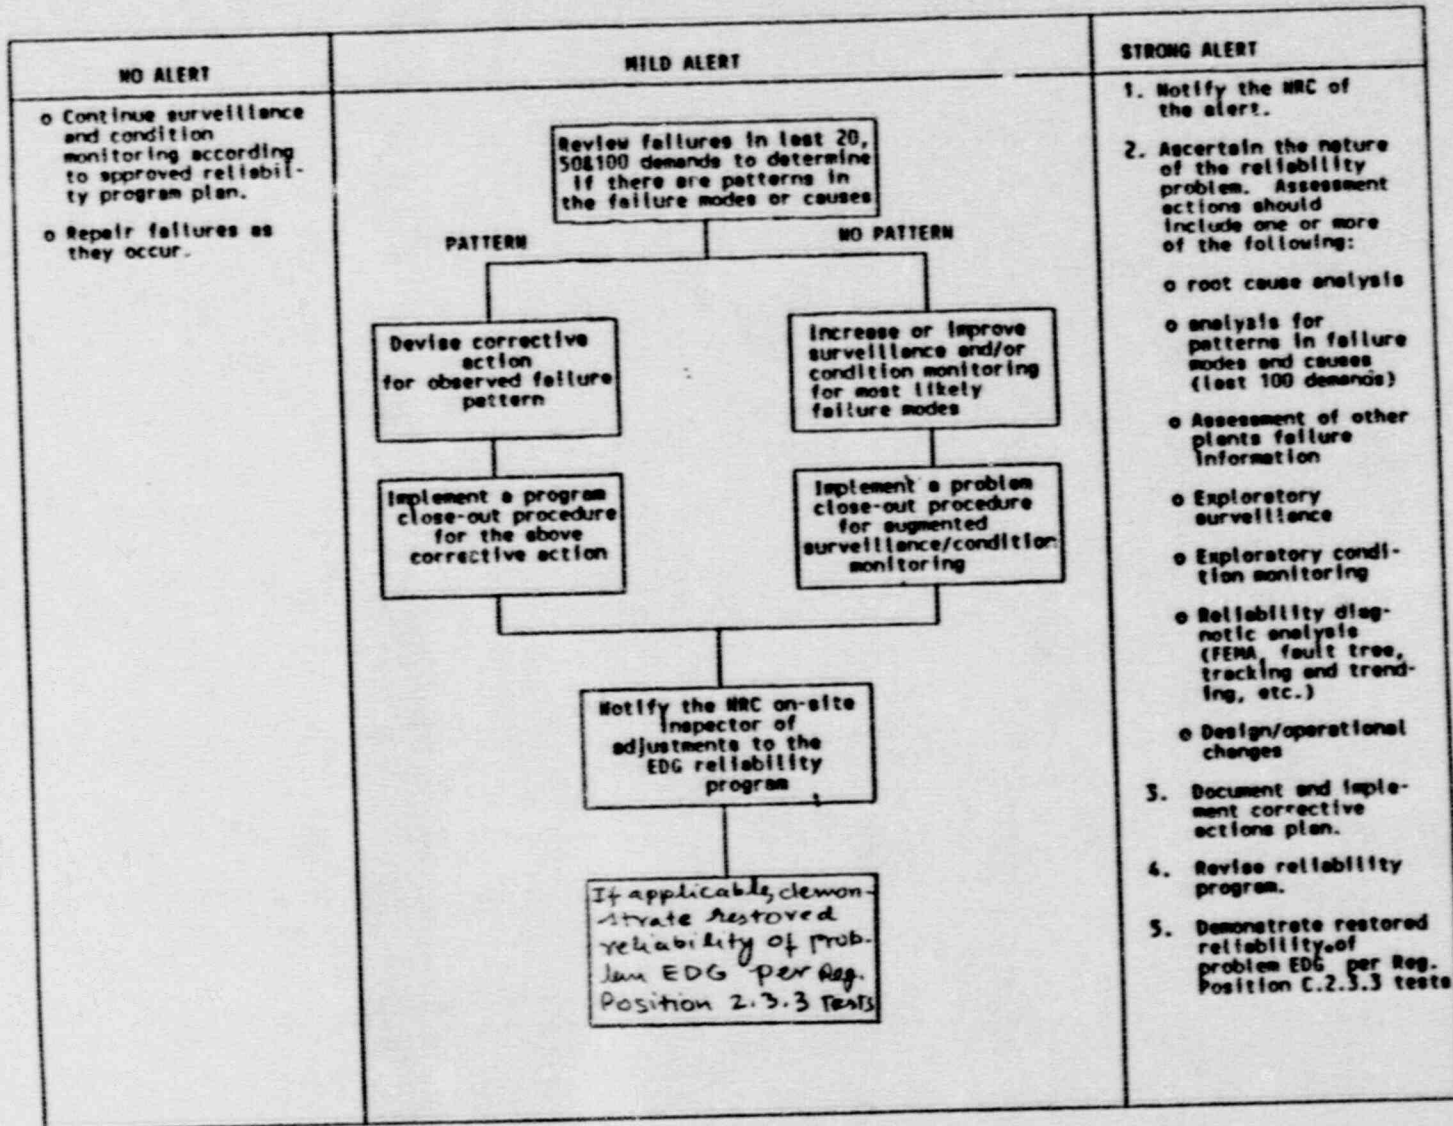 NO ALERT
o Continue surveillance
and condition
monitoring according
to approved reliabil-
ity program plan.
o Repair failures as
they occur.
MILD ALERT
Review failures in last 20,
50&100 demands to determine
if there are patterns in
the failure modes or causes
PATTERN
NO PATTERN
Devise corrective
action
for observed failure
pattern
Increase or improve
surveillance and/or
condition monitoring
for most likely
failure modes
Implement a program
close-out procedure
for the above
corrective action
Implement a problem
close-out procedure
for augmented
surveillance/condition
monitoring
Notify the NRC on-site
inspector of
adjustments to the
EDG reliability
program
If applicable, demon-
strate restored
reliability of prob-
lem EDG per Reg.
Position 2.3.3 tests
STRONG ALERT
1. Notify the NRC of
the alert.
2. Ascertain the nature
of the reliability
problem. Assessment
actions should
include one or more
of the following:
o root cause analysis
o analysis for
patterns in failure
modes and causes
(last 100 demands)
o Assessment of other
plants failure
information
o Exploratory
surveillance
o Exploratory condi-
tion monitoring
o Reliability diag-
notic analysis
(FEMA, fault tree,
tracking and trend-
ing, etc.)
o Design/operational
changes
3. Document and imple-
ment corrective
actions plan.
4. Revise reliability
program.
5. Demonstrate restored
reliability of
problem EDG per Reg.
Position C.2.3.3 tests